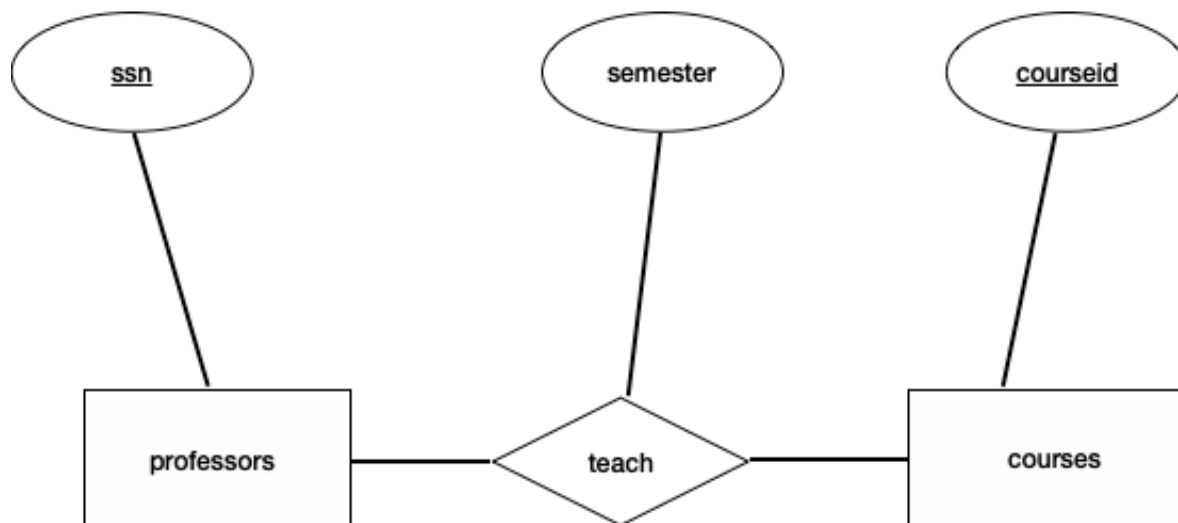 ssn
semester
courseid
professors
teach
courses